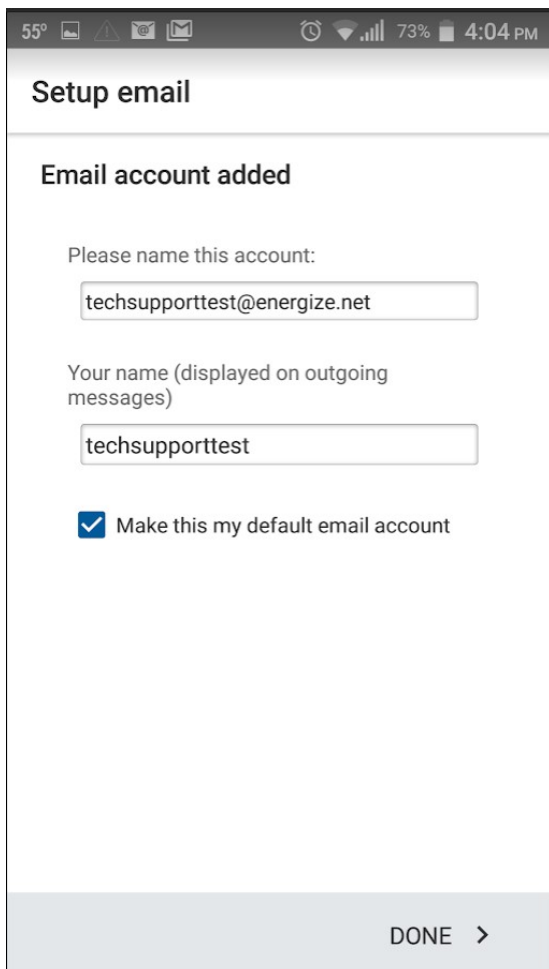 55° 73% 4:04 PM
Setup email
Email account added
Please name this account:
techsupporttest@energize.net
Your name (displayed on outgoing
messages)
techsupporttest
Make this my default email account
DONE